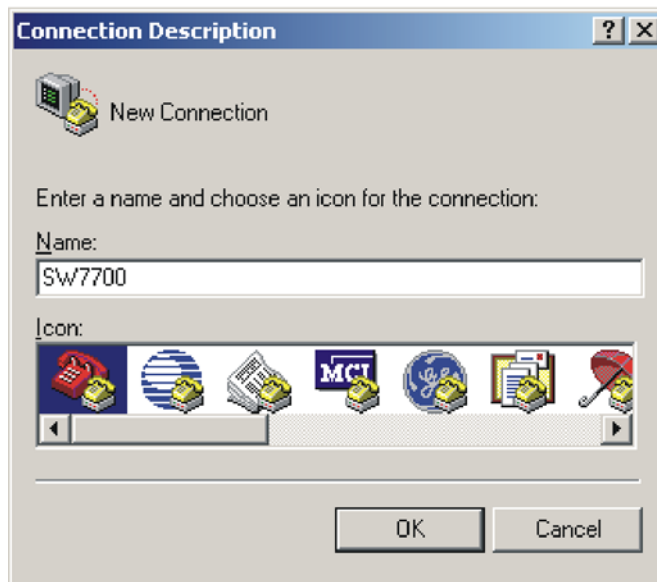 Connection Description
New Connection
Enter a name and choose an icon for the connection:
Name:
SW7700
Icon:
MCI
OK
Cancel